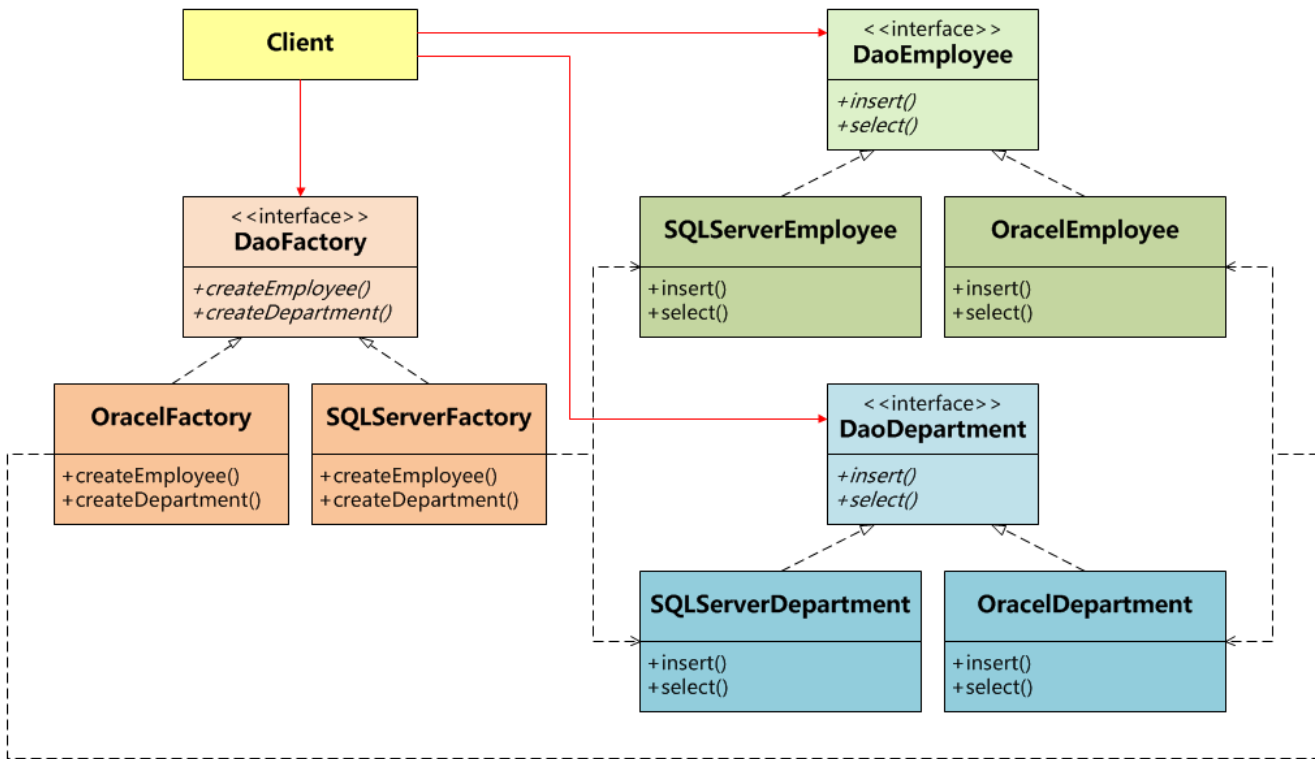 Client
<<interface>>
DaoEmployee
+insert()
+select()
<<interface>>
DaoFactory
+createEmployee()
+createDepartment()
SQLServerEmployee
+insert()
+select()
OracelEmployee
+insert()
+select()
OracelFactory
+createEmployee()
+createDepartment()
SQLServerFactory
+createEmployee()
+createDepartment()
<<interface>>
DaoDepartment
+insert()
+select()
SQLServerDepartment
+insert()
+select()
OracelDepartment
+insert()
+select()